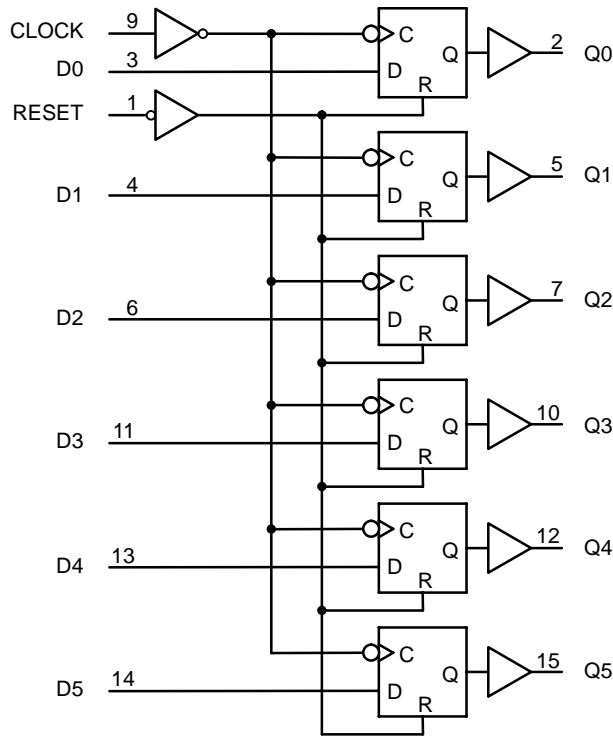 CLOCK 9 C Q 2 Q0
D0 3 D
R
RESET 1
C Q 5 Q1
D1 4 D
R
C Q 7 Q2
D2 6 D
R
C Q 10 Q3
D3 11 D
R
C Q 12 Q4
D4 13 D
R
C Q 15 Q5
D5 14 D
R